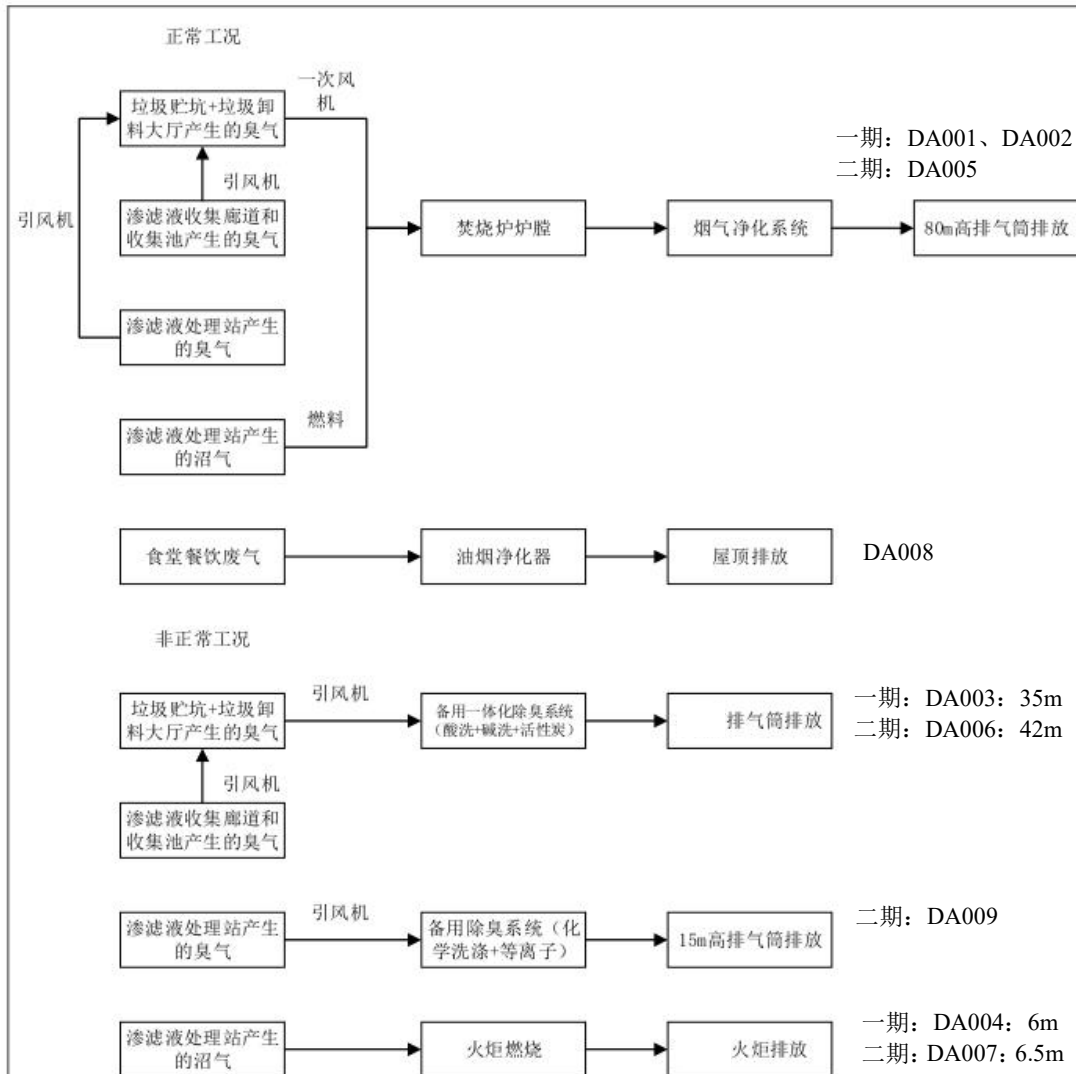 正常工况
一次风
机
垃圾贮坑+垃圾卸
料大厅产生的臭气
一期：DA001、DA002
二期：DA005
引风机
引风机
渗滤液收集廊道和
收集池产生的臭气
焚烧炉炉膛
烟气净化系统
80m高排气筒排放
渗滤液处理站产生
的臭气
燃料
渗滤液处理站产生
的沼气
食堂餐饮废气
油烟净化器
屋顶排放
DA008
非正常工况
引风机
垃圾贮坑+垃圾卸
料大厅产生的臭气
备用一体化除臭系统
（酸洗+碱洗+活性炭）
排气筒排放
一期：DA003：35m
二期：DA006：42m
引风机
渗滤液收集廊道和
收集池产生的臭气
引风机
渗滤液处理站产生
的臭气
备用除臭系统（化
学洗涤+等离子）
15m高排气筒排放
二期：DA009
渗滤液处理站产生
的沼气
火炬燃烧
火炬排放
一期：DA004：6m
二期：DA007：6.5m